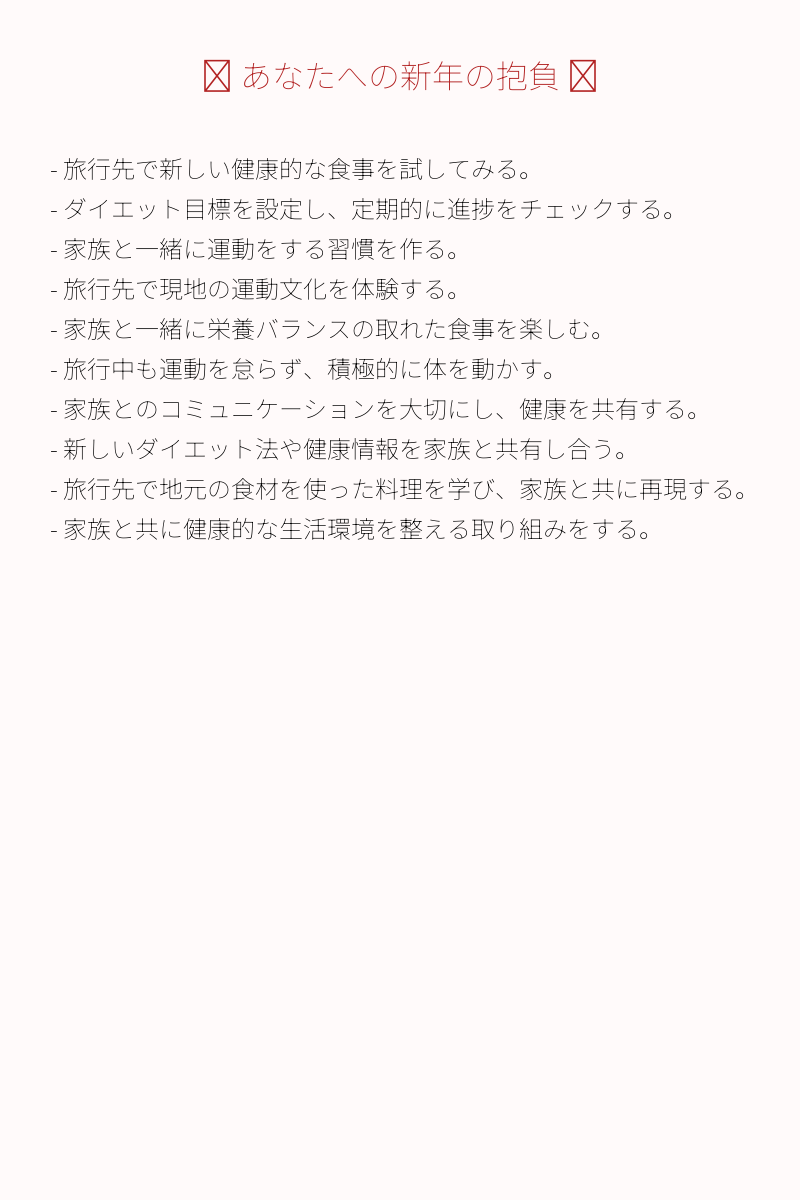 あなたへの新年の抱負
- 旅行先で新しい健康的な食事を試してみる。
- ダイエット目標を設定し、定期的に進捗をチェックする。
- 家族と一緒に運動をする習慣を作る。
- 旅行先で現地の運動文化を体験する。
- 家族と一緒に栄養バランスの取れた食事を楽しむ。
- 旅行中も運動を怠らず、積極的に体を動かす。
- 家族とのコミュニケーションを大切にし、健康を共有する。
- 新しいダイエット法や健康情報を家族と共有し合う。
- 旅行先で地元の食材を使った料理を学び、家族と共に再現する。
- 家族と共に健康的な生活環境を整える取り組みをする。